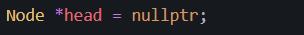 Node *head = nullptr;